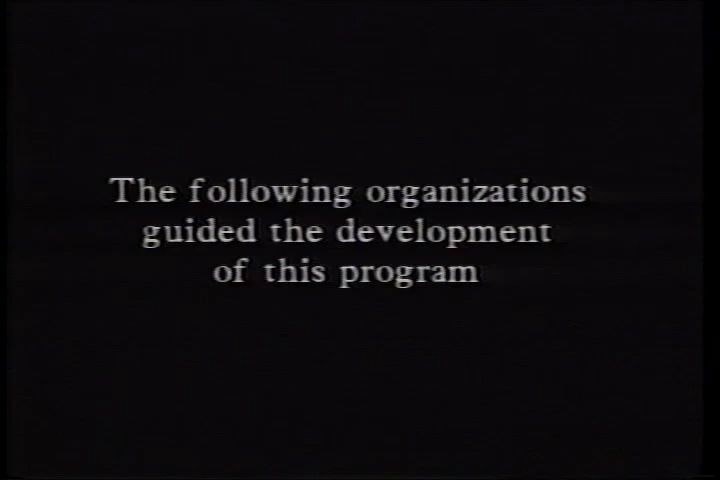 The following organizations
guided the development
of this program